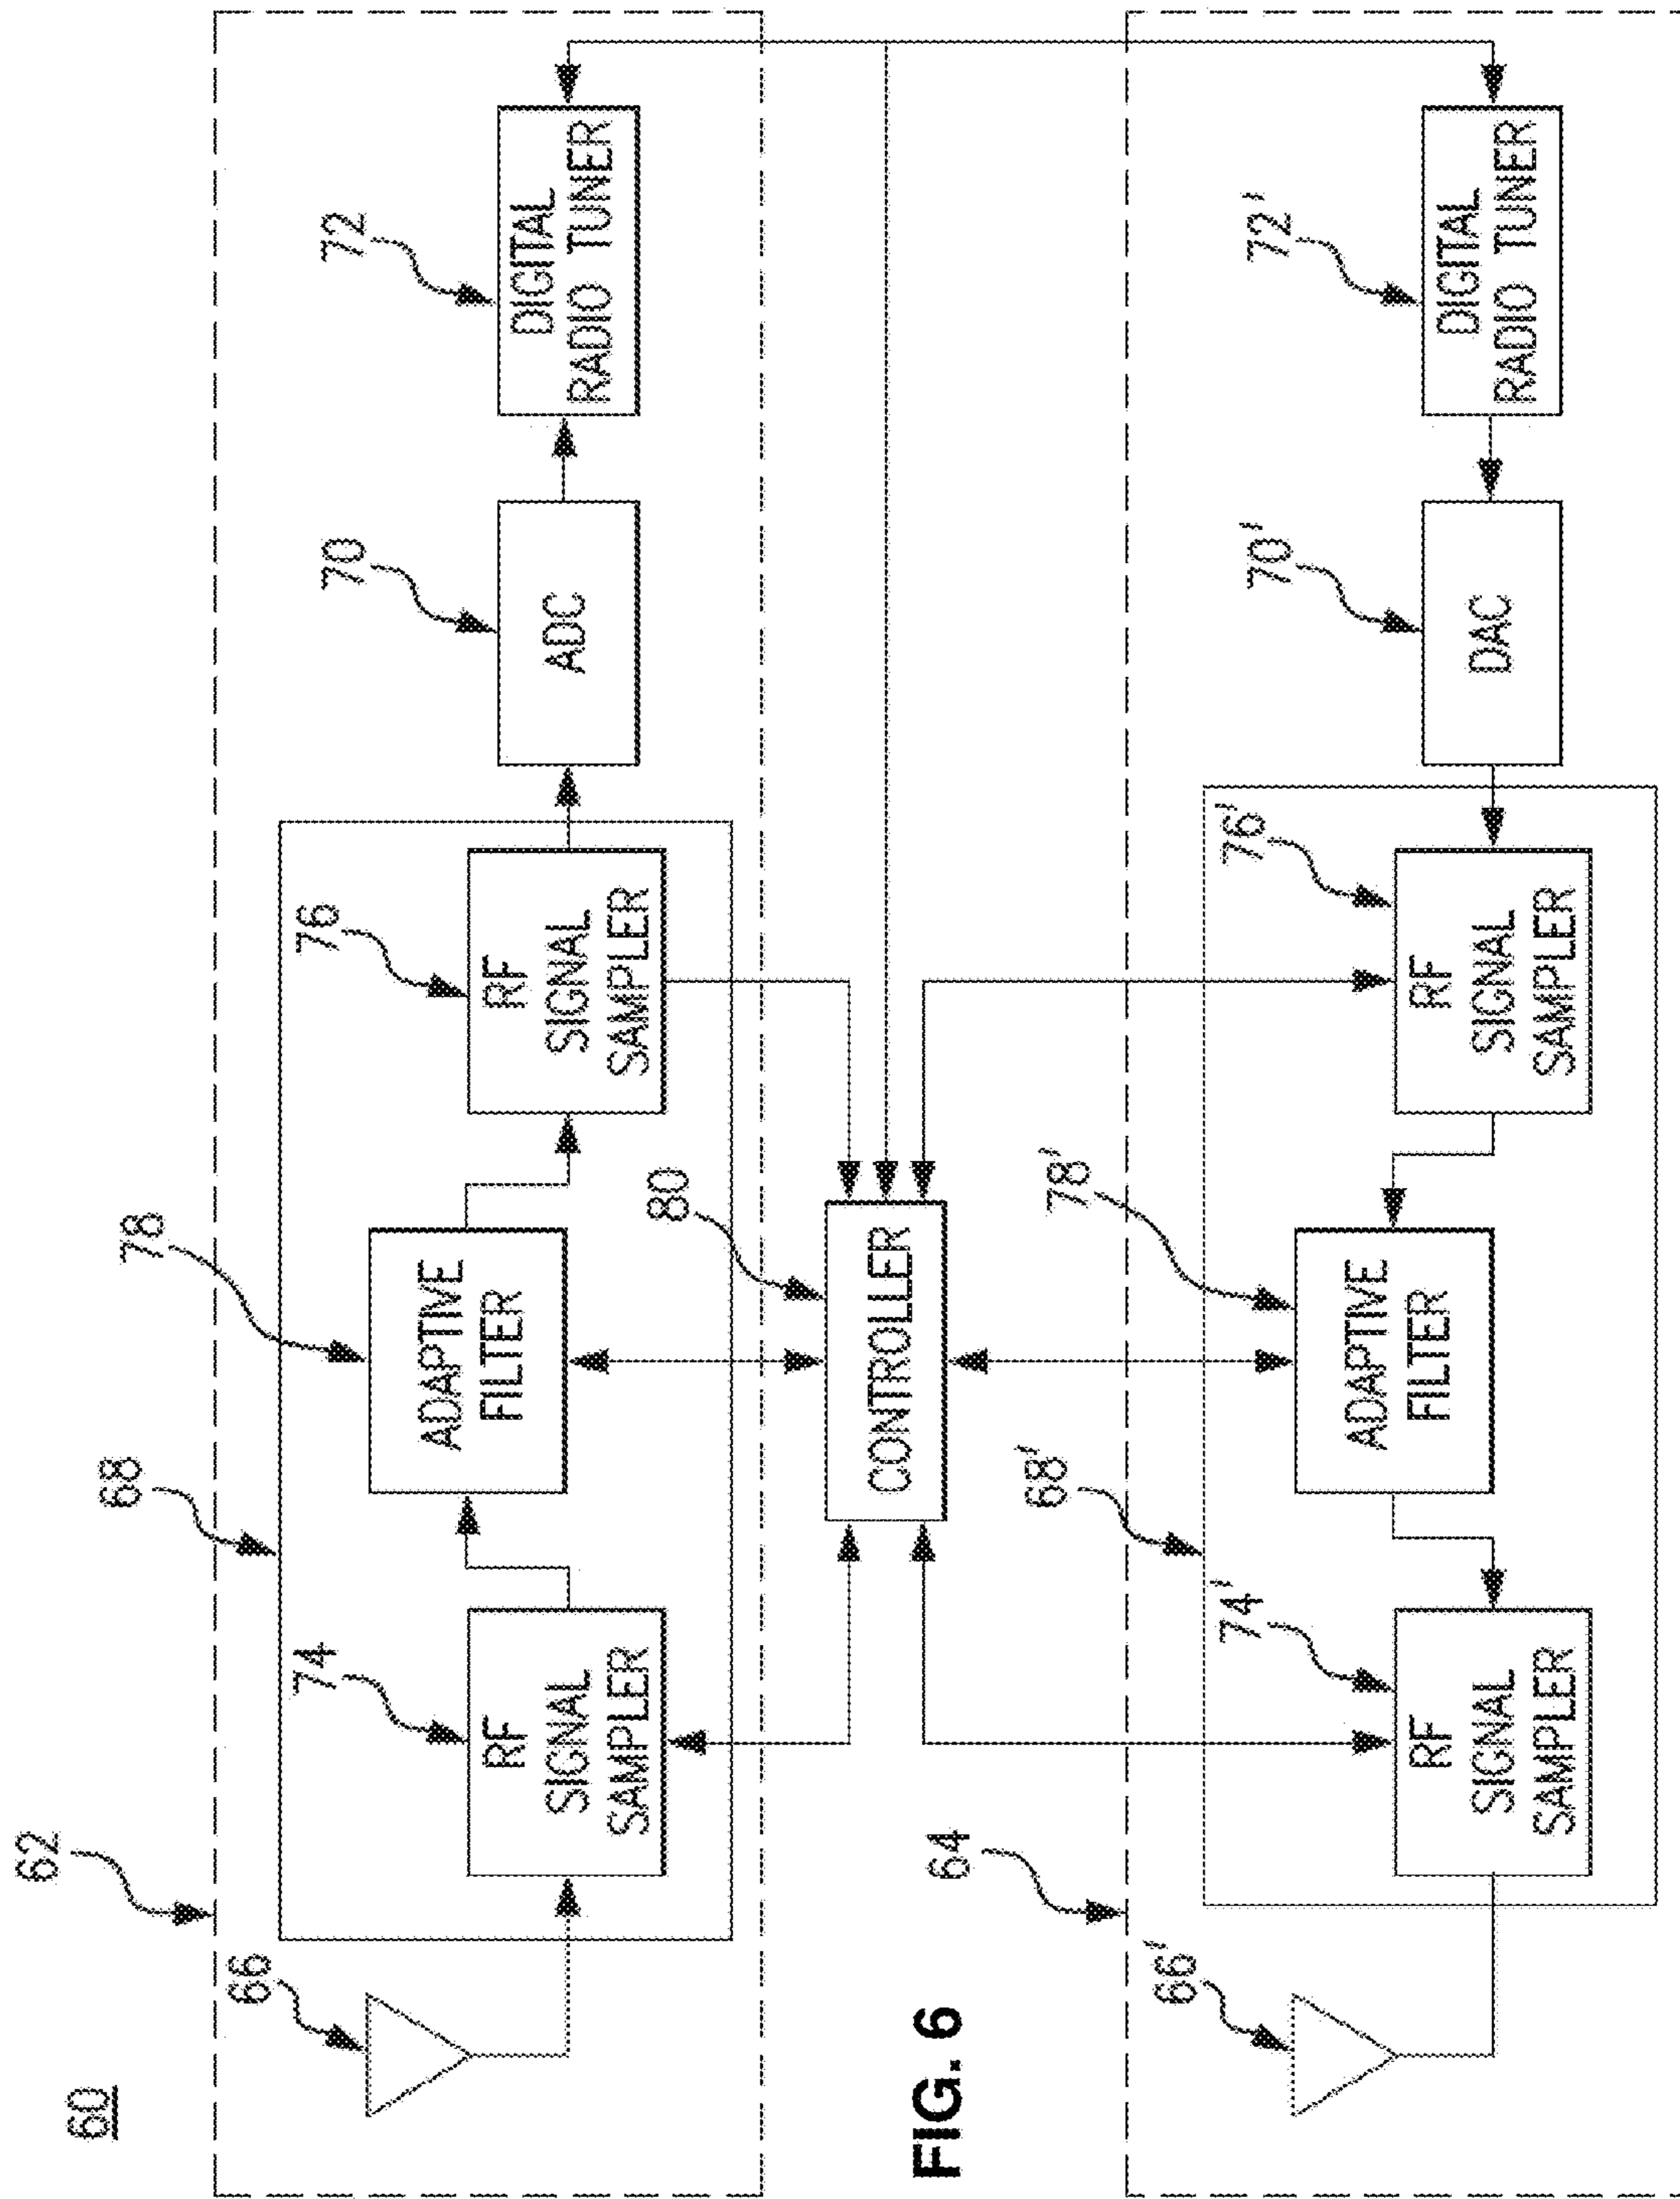 60
62
66
68
74
RF
SIGNAL
SAMPLER
78
ADAPTIVE
FILTER
76
RF
SIGNAL
SAMPLER
70
ADC
72
DIGITAL
RADIO TUNER
80
CONTROLLER
FIG. 6
64
66'
68'
74'
RF
SIGNAL
SAMPLER
78'
ADAPTIVE
FILTER
76'
RF
SIGNAL
SAMPLER
70'
DAC
72'
DIGITAL
RADIO TUNER